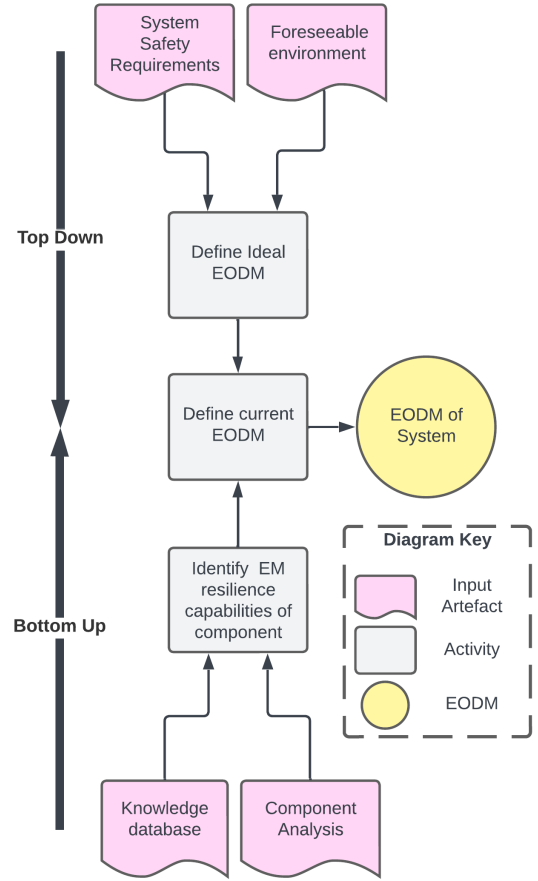 System
Safety
Requirements
Foreseeable
environment
Top Down
Define Ideal
EODM
Define current
EODM
EODM of
System
Identify  EM
resilience
capabilities of
component
Bottom Up
Diagram Key
Input
Artefact
Activity
EODM
Knowledge
database
Component
Analysis